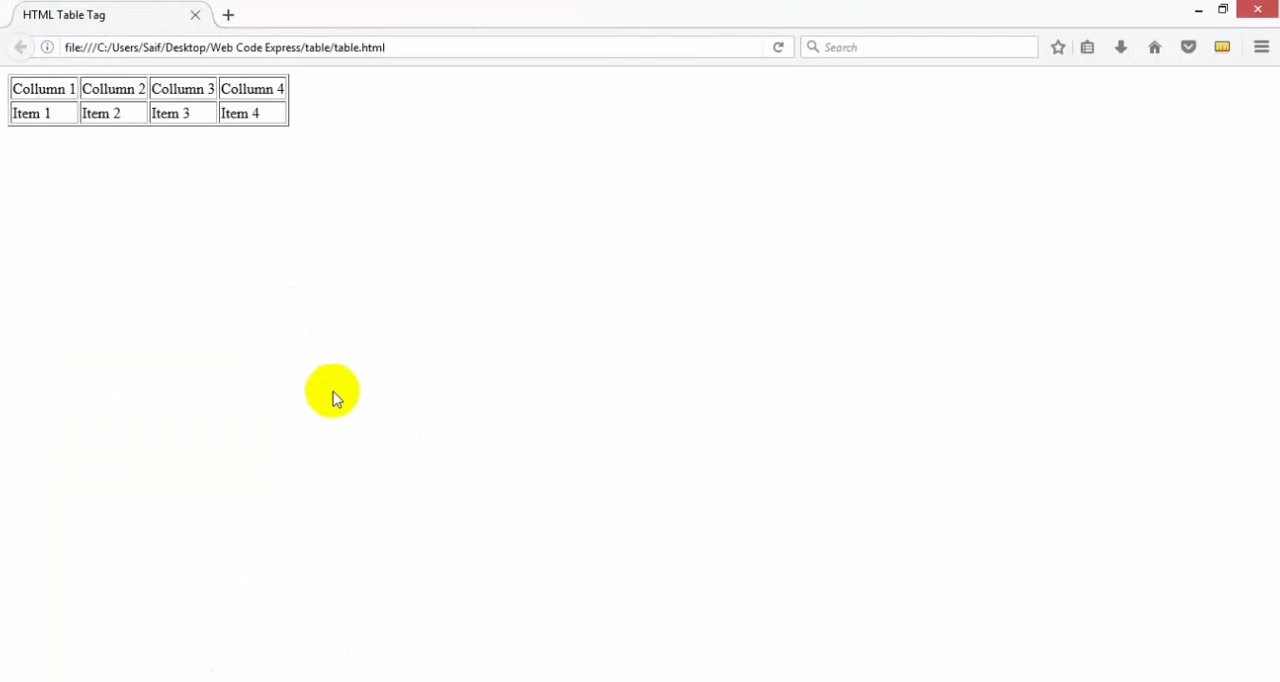 HTML Table Tag
file:///C:/Users/Saif/Desktop/Web Code Express/table/table.html
Search
Collumn 1 Collumn 2 Collumn 3 Collumn 4
Item 1 Item 2 Item 3 Item 4